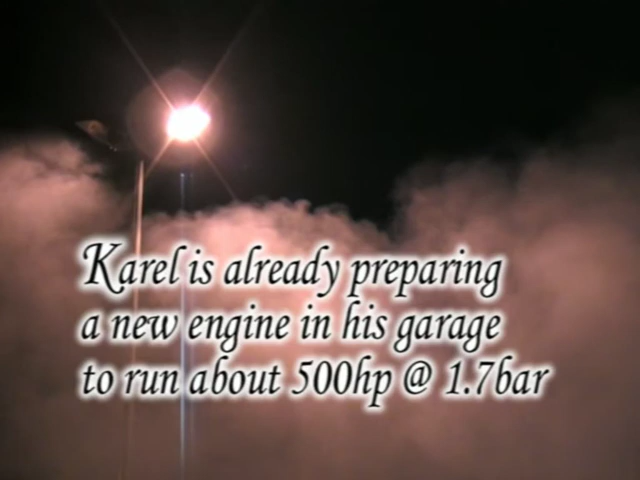 Karel is already preparing
a new engine in his garage
to run about 500hp @ 1.7bar